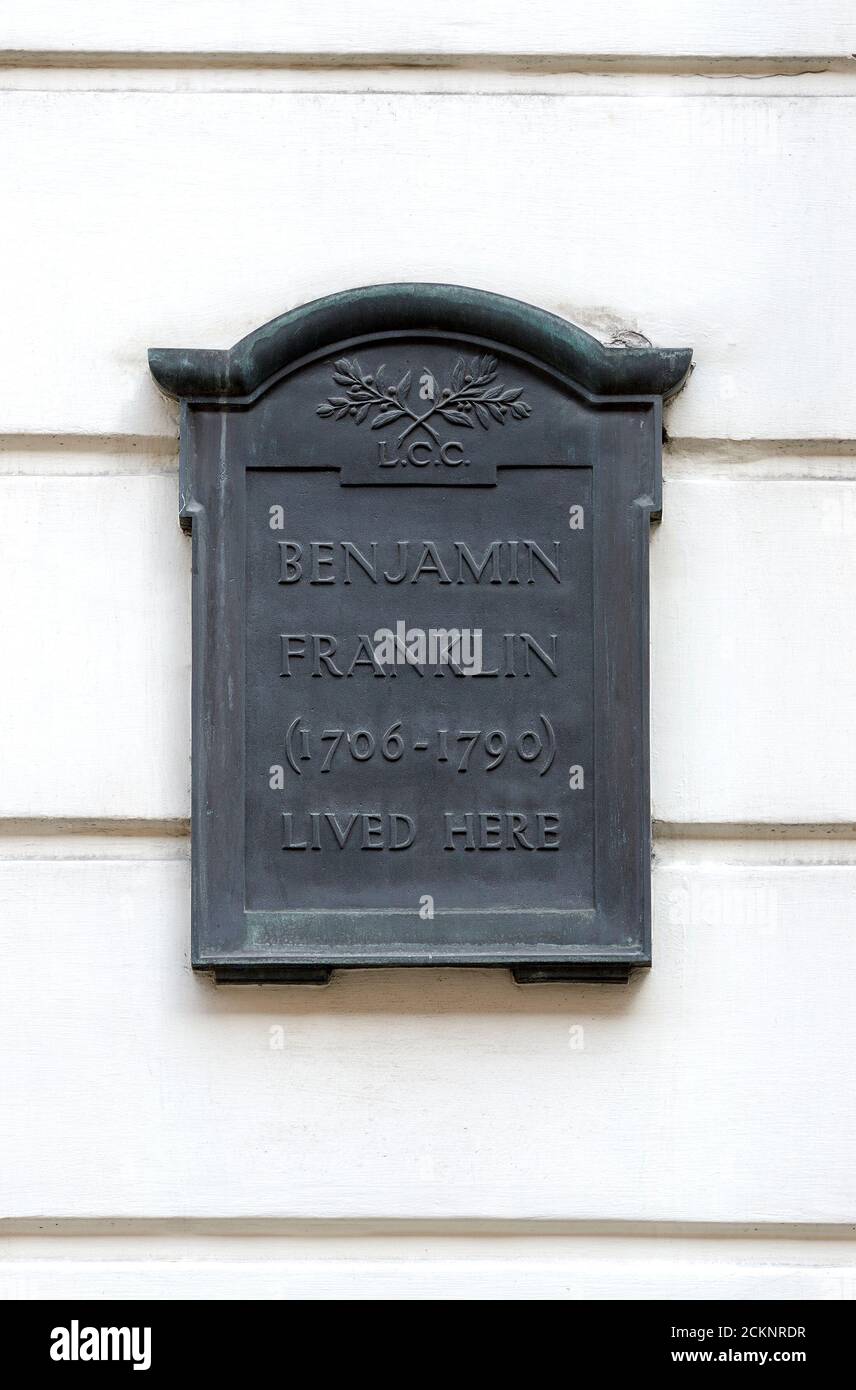 L.C.C.
BENJAMIN
FRANKLIN
(1706-1790)
LIVED HERE
alamy
Image ID: 2CKNRDR
www.alamy.com